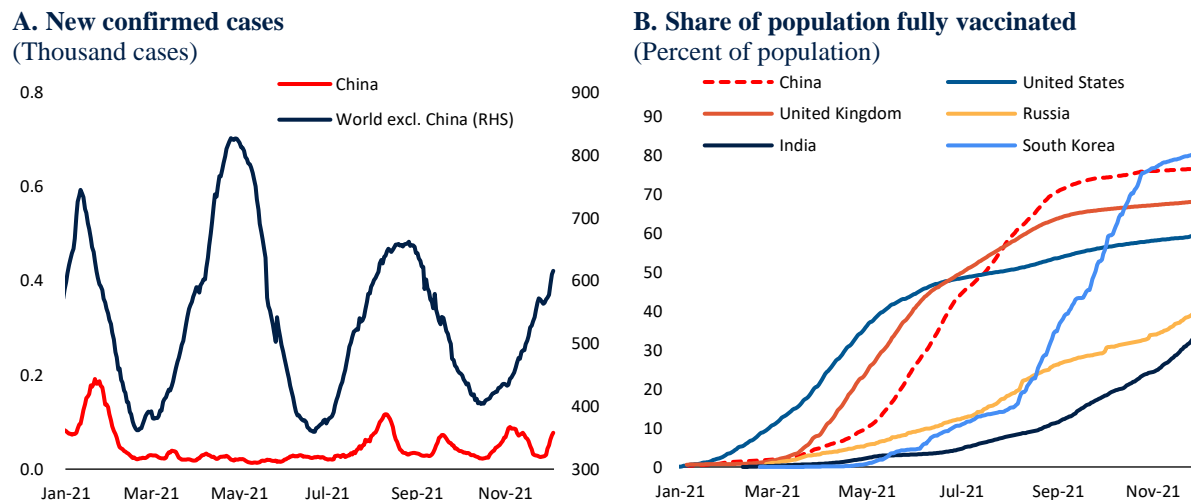 A. New confirmed cases
(Thousand cases)
China
World excl. China (RHS)
0.8
0.6
0.4
0.2
0.0
900
800
700
600
500
400
300
Jan-21 Mar-21 May-21 Jul-21 Sep-21 Nov-21
B. Share of population fully vaccinated
(Percent of population)
China United States
United Kingdom Russia
India South Korea
90
80
70
60
50
40
30
20
10
0
Jan-21 Mar-21 May-21 Jul-21 Sep-21 Nov-21